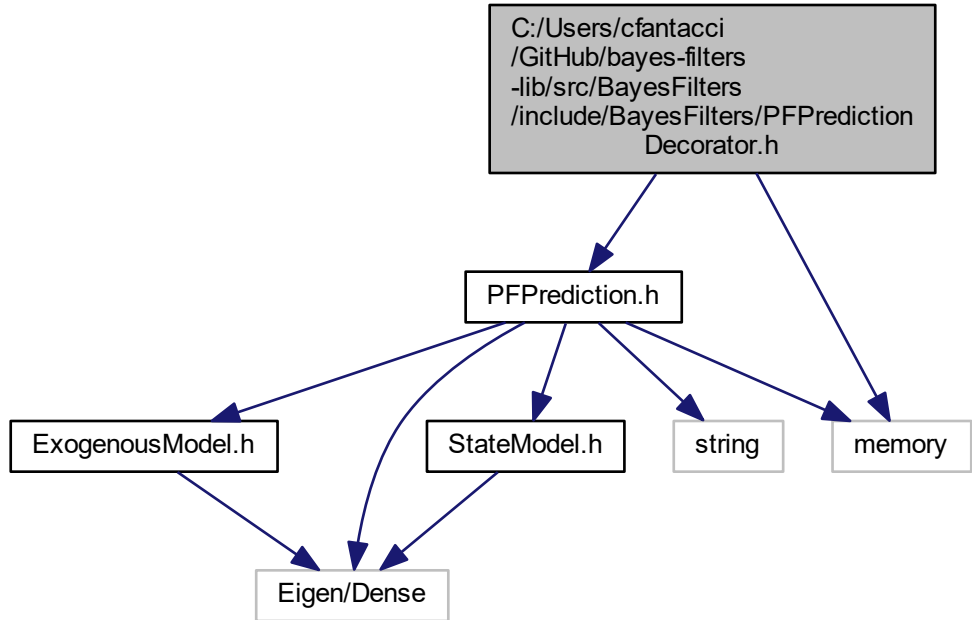 C:/Users/cfantacci
/GitHub/bayes-filters
-lib/src/BayesFilters
/include/BayesFilters/PFPrediction
Decorator.h
PFPrediction.h
ExogenousModel.h
StateModel.h
string
memory
Eigen/Dense